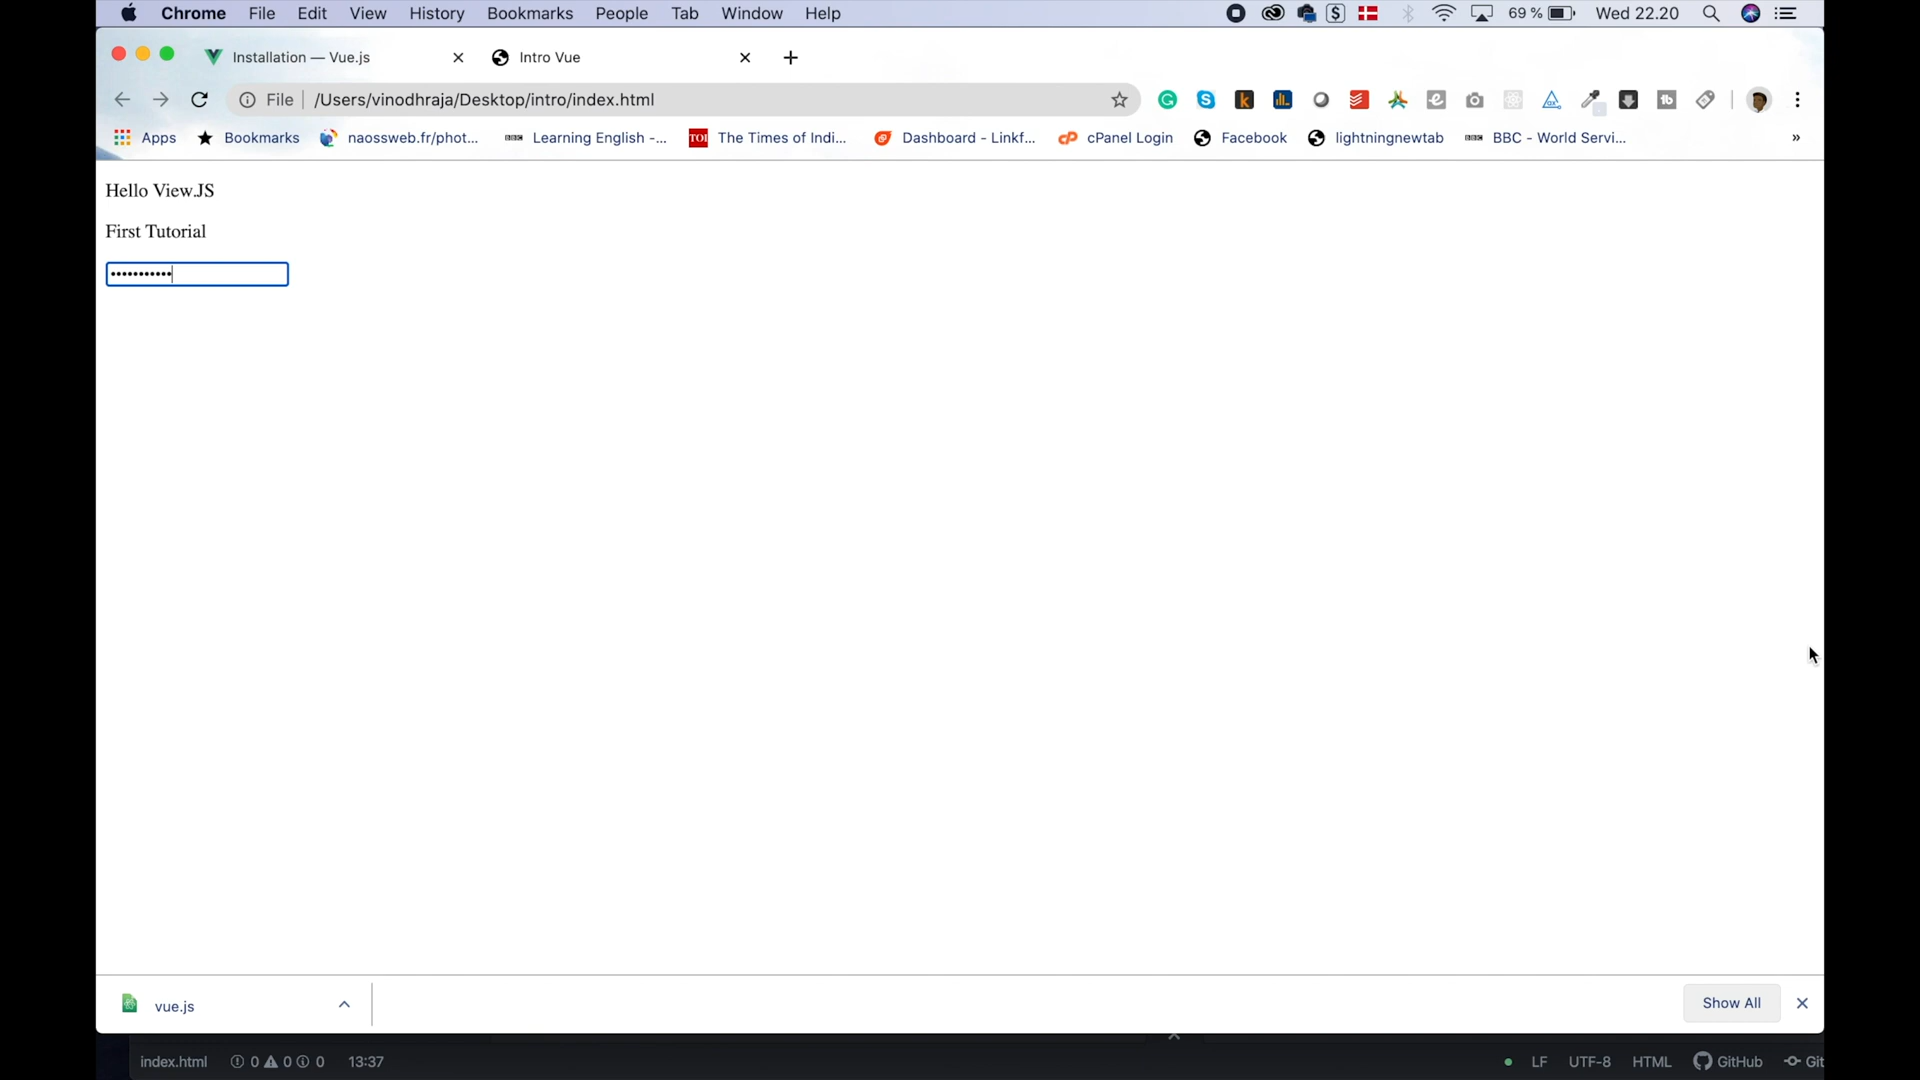 Chrome File Edit View History Bookmarks People Tab Window Help 69 % Wed 22.20
Installation — Vue.js Intro Vue
File /Users/vinodhraja/Desktop/intro/index.html
Apps Bookmarks naossweb.fr/phot... Learning English -... TOI The Times of Indi... Dashboard - Linkf... cPanel Login Facebook lightningnewtab BBC - World Servi... »
Hello View.JS
First Tutorial
•••••••••••
vue.js Show All
index.html 0 0 0 13:37 LF UTF-8 HTML GitHub Git